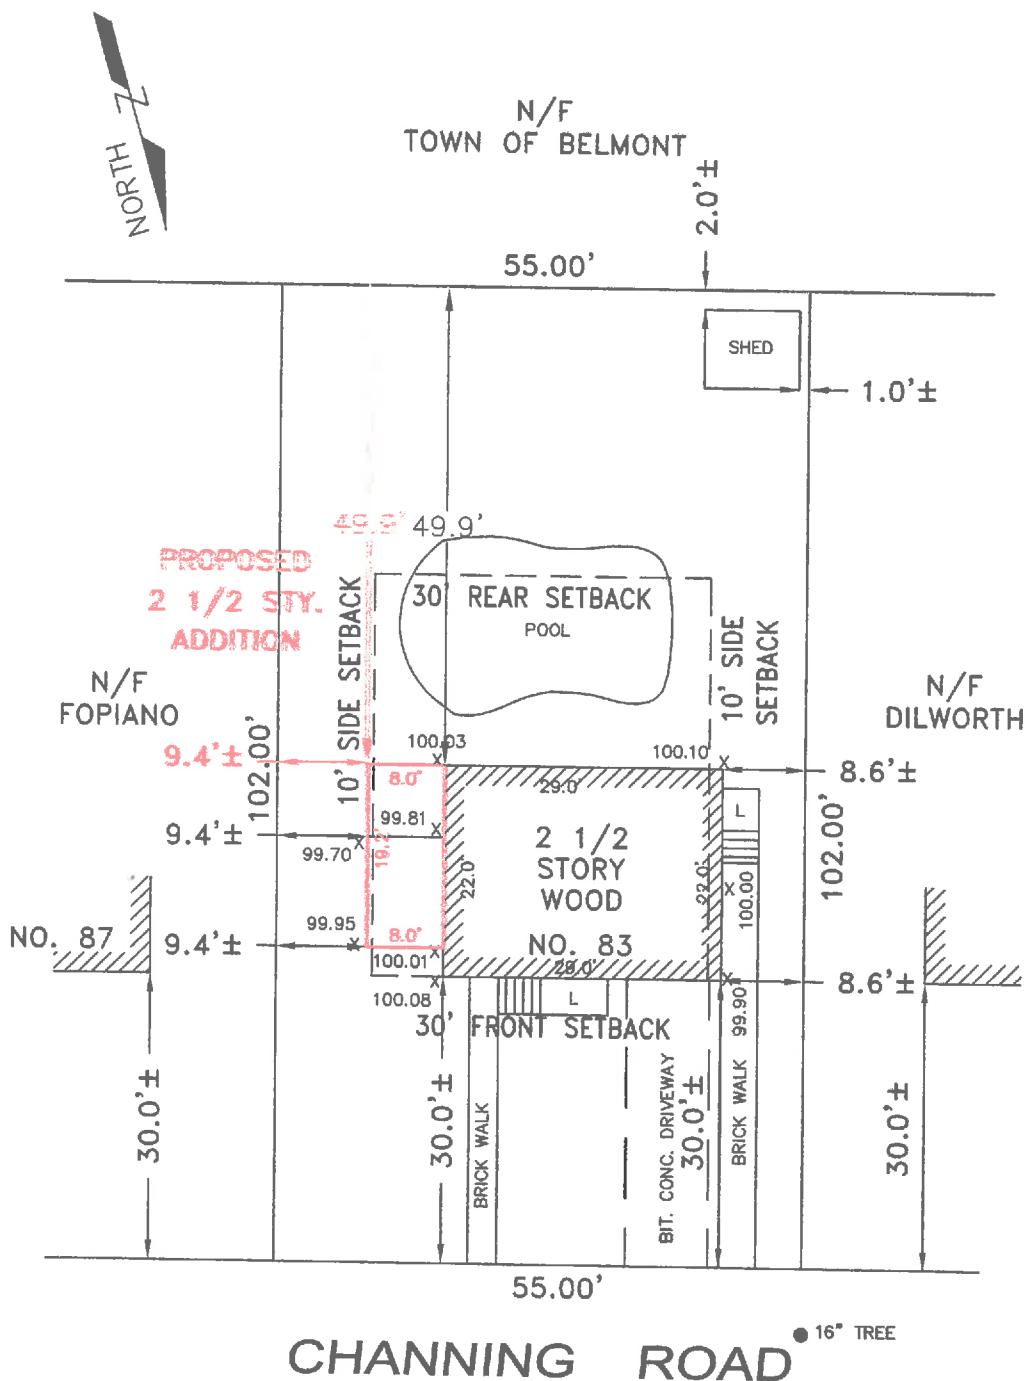 NORTH
N/F
TOWN OF BELMONT
2.0'±
55.00'
SHED
1.0'±
49.9' 49.9'
PROPOSED
2 1/2 STY.
ADDITION
30' REAR SETBACK
POOL
10' SIDE SETBACK
10' SIDE
SETBACK
N/F
FOPIANO
N/F
DILWORTH
102.00'
102.00'
100.03
100.10
9.4'±
8.0'
29.0'
8.6'±
L
99.81
9.4'±
99.70
19.2'
22.0'
22.0'
2 1/2
STORY
WOOD
NO. 83
100.00
99.95
NO. 87
9.4'±
8.0'
100.01
29.0'
8.6'±
100.08
L
99.90
30' FRONT SETBACK
30.0'±
30.0'±
BRICK WALK
BIT. CONC. DRIVEWAY
30.0'±
BRICK WALK
30.0'±
55.00'
16" TREE
CHANNING ROAD